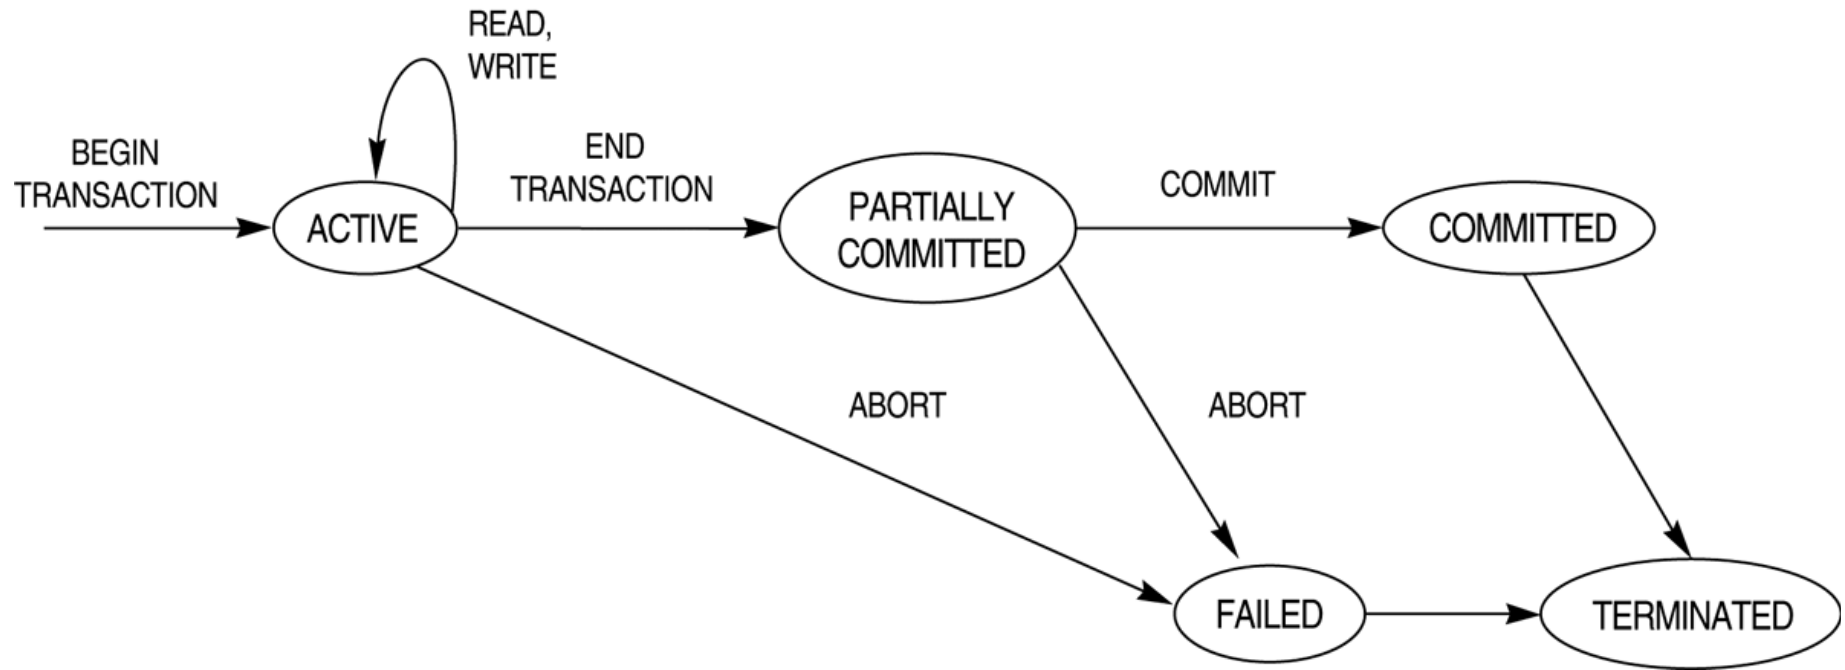 READ,
WRITE
BEGIN
TRANSACTION
END
TRANSACTION
COMMIT
ACTIVE
PARTIALLY
COMMITTED
COMMITTED
ABORT
ABORT
FAILED
TERMINATED